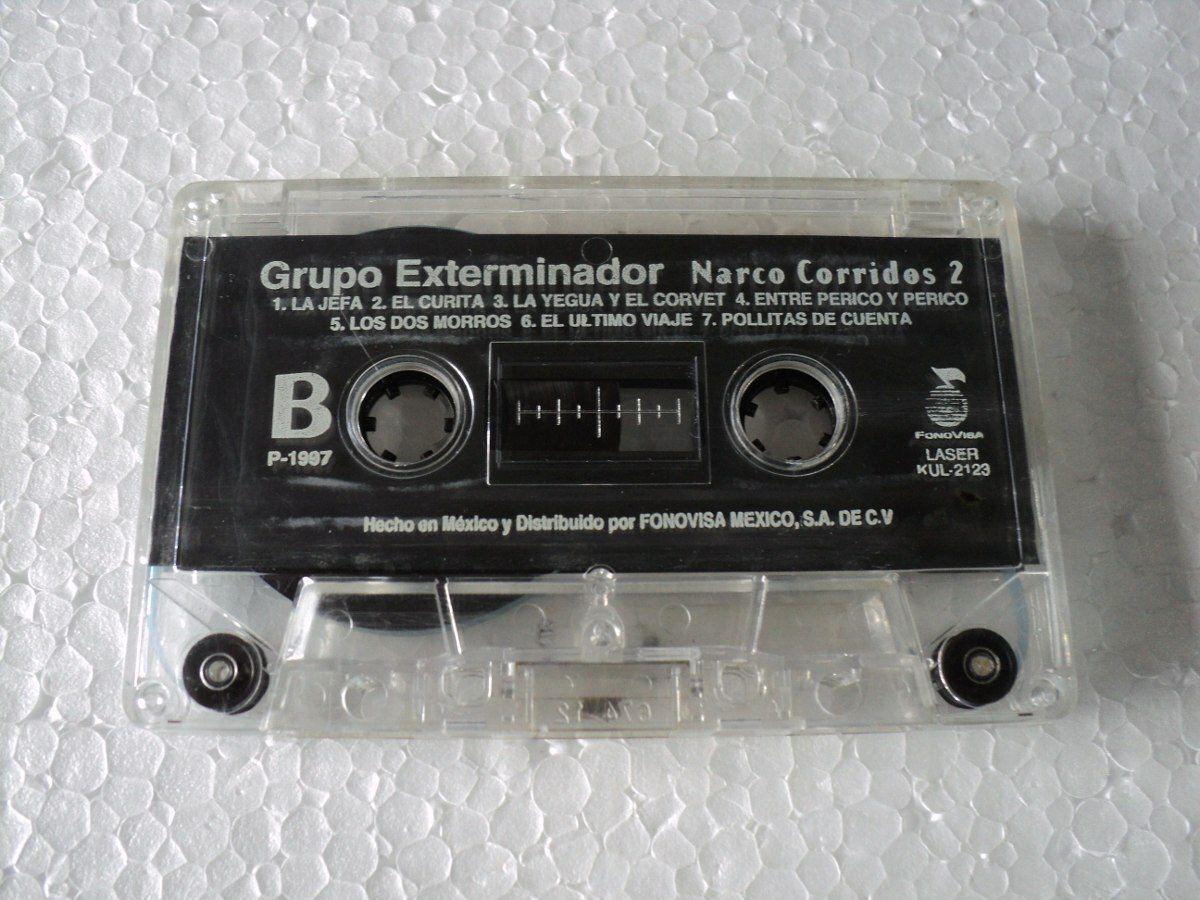 Grupo Exterminador Narco Corridos 2
1. LA JEFA 2. EL CURITA 3. LA YEGUA Y EL CORVET 4. ENTRE PERICO Y PERICO
5. LOS DOS MORROS 6. EL ULTIMO VIAJE 7. POLLITAS DE CUENTA
B
P-1997
FONOVISA
LASER
KUL-2123
Hecho en México y Distribuido por FONOVISA MEXICO, S.A. DE C.V